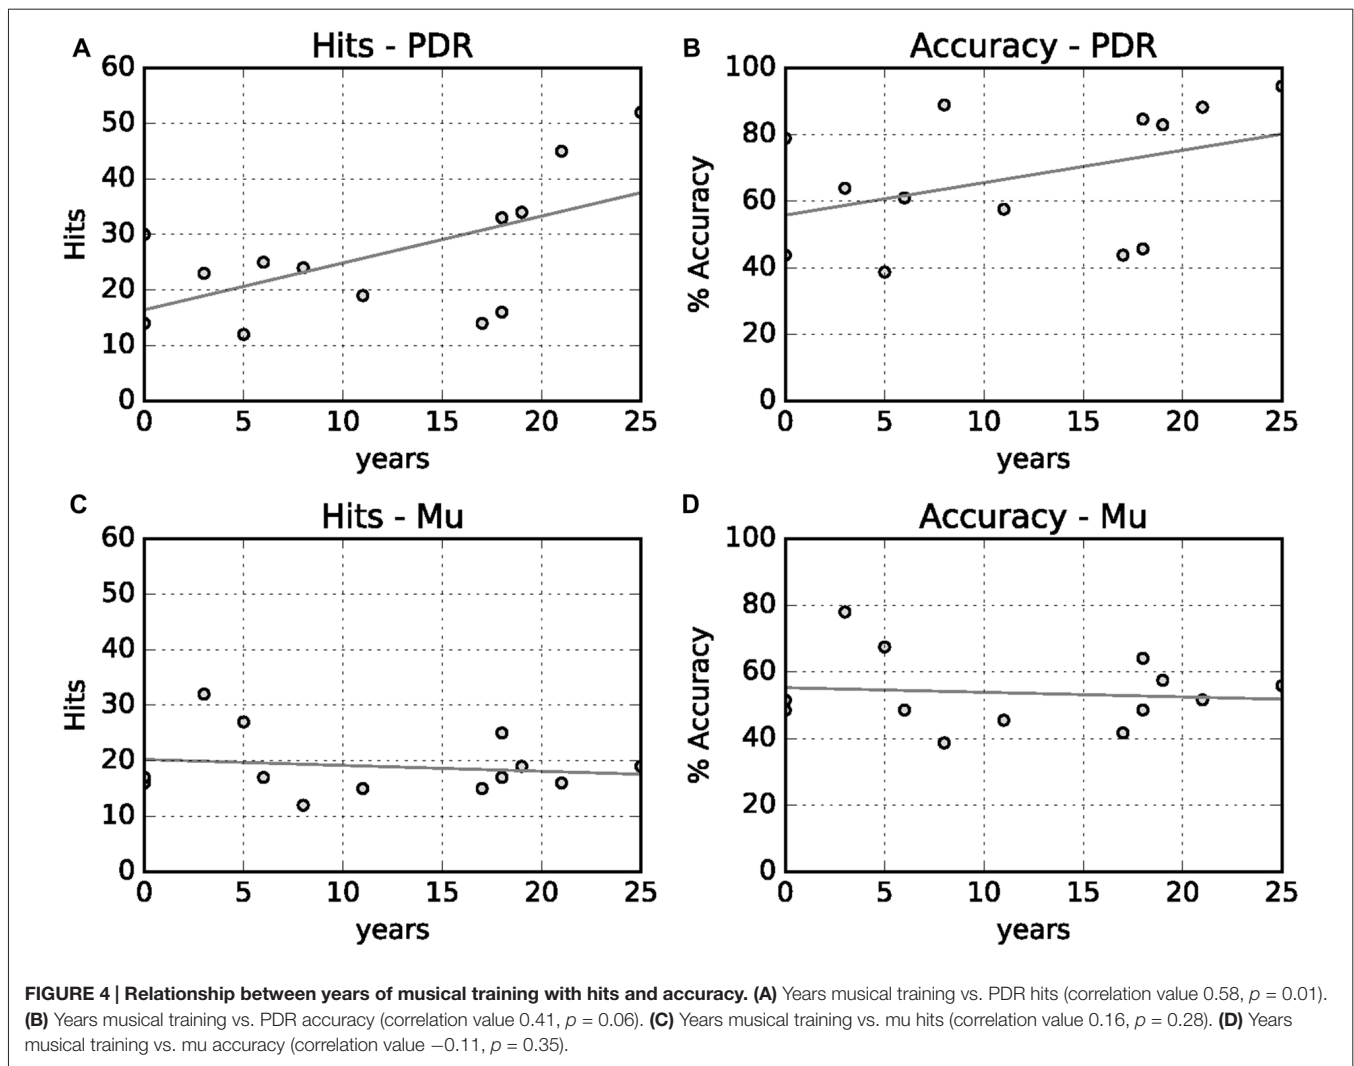 A
Hits - PDR
60
50
40
30
20
10
0
Hits
0 5 10 15 20 25
years
B
Accuracy - PDR
100
80
60
40
20
0
% Accuracy
0 5 10 15 20 25
years
C
Hits - Mu
60
50
40
30
20
10
0
Hits
0 5 10 15 20 25
years
D
Accuracy - Mu
100
80
60
40
20
0
% Accuracy
0 5 10 15 20 25
years
FIGURE 4 | Relationship between years of musical training with hits and accuracy. (A) Years musical training vs. PDR hits (correlation value 0.58, p = 0.01).
(B) Years musical training vs. PDR accuracy (correlation value 0.41, p = 0.06). (C) Years musical training vs. mu hits (correlation value 0.16, p = 0.28). (D) Years
musical training vs. mu accuracy (correlation value −0.11, p = 0.35).